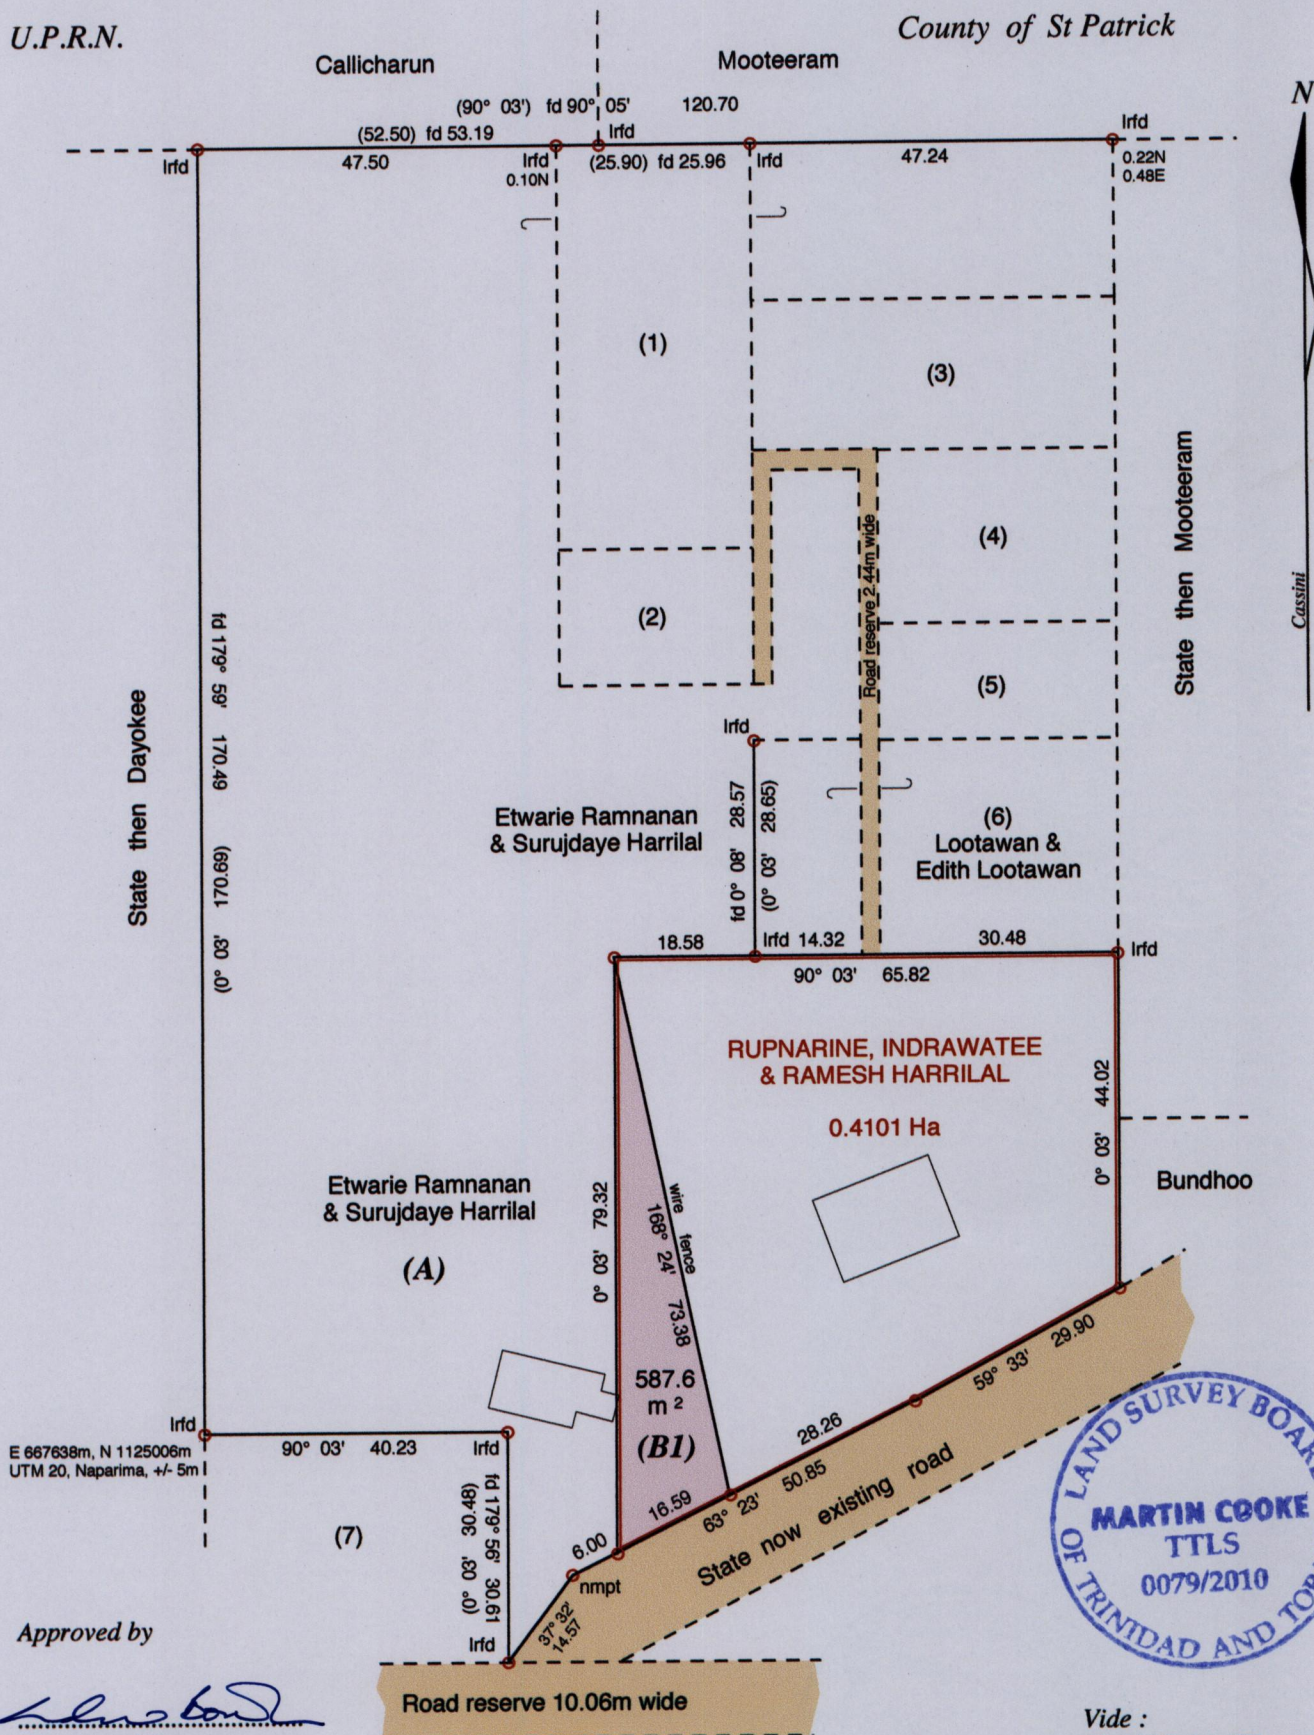 U.P.R.N.
County of St Patrick
Callicharun
Mooteeram
(90° 03') fd 90° 05' 120.70
(52.50) fd 53.19
Irfd
Irfd
N
Irfd
47.50
Irfd
0.10N
(25.90) fd 25.96
Irfd
47.24
0.22N
0.48E
(1)
(3)
(4)
(2)
(5)
Road reserve 2.44m wide
State then Mooteeram
Cassini
State then Dayokee
fd 179° 59' 170.49
(0° 03' 170.69)
Irfd
Etwarie Ramnanan
& Surujdaye Harrilal
fd 0° 08' 28.57
(0° 03' 28.65)
(6)
Lootawan &
Edith Lootawan
18.58
Irfd 14.32
30.48
Irfd
90° 03' 65.82
RUPNARINE, INDRAWATEE
& RAMESH HARRILAL
0.4101 Ha
0° 03' 44.02
Bundhoo
Etwarie Ramnanan
& Surujdaye Harrilal
(A)
0° 03' 79.32
wire fence
168° 24' 73.38
587.6
m 2
(B1)
59° 33' 29.90
28.26
63° 23' 50.85
16.59
6.00
State now existing road
Irfd
E 667638m, N 1125006m
UTM 20, Naparima, +/- 5m
90° 03' 40.23
Irfd
fd 179° 56' 30.61
(0° 03' 30.48)
(7)
nmpt
37° 32'
14.57
Irfd
LAND SURVEY BOARD
MARTIN COOKE
TTLS
0079/2010
OF TRINIDAD AND TOB
Approved by
Road reserve 10.06m wide
Vide :